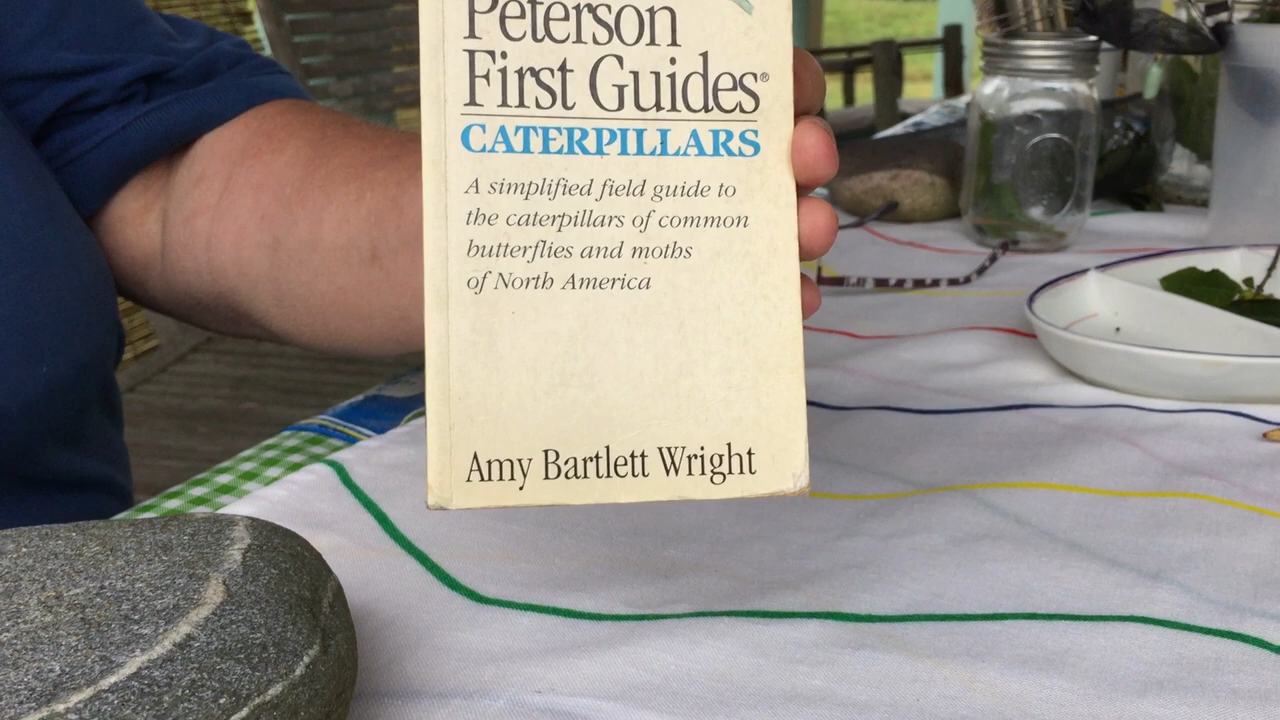 Peterson
First Guides®
CATERPILLARS
A simplified field guide to
the caterpillars of common
butterflies and moths
of North America
Amy Bartlett Wright